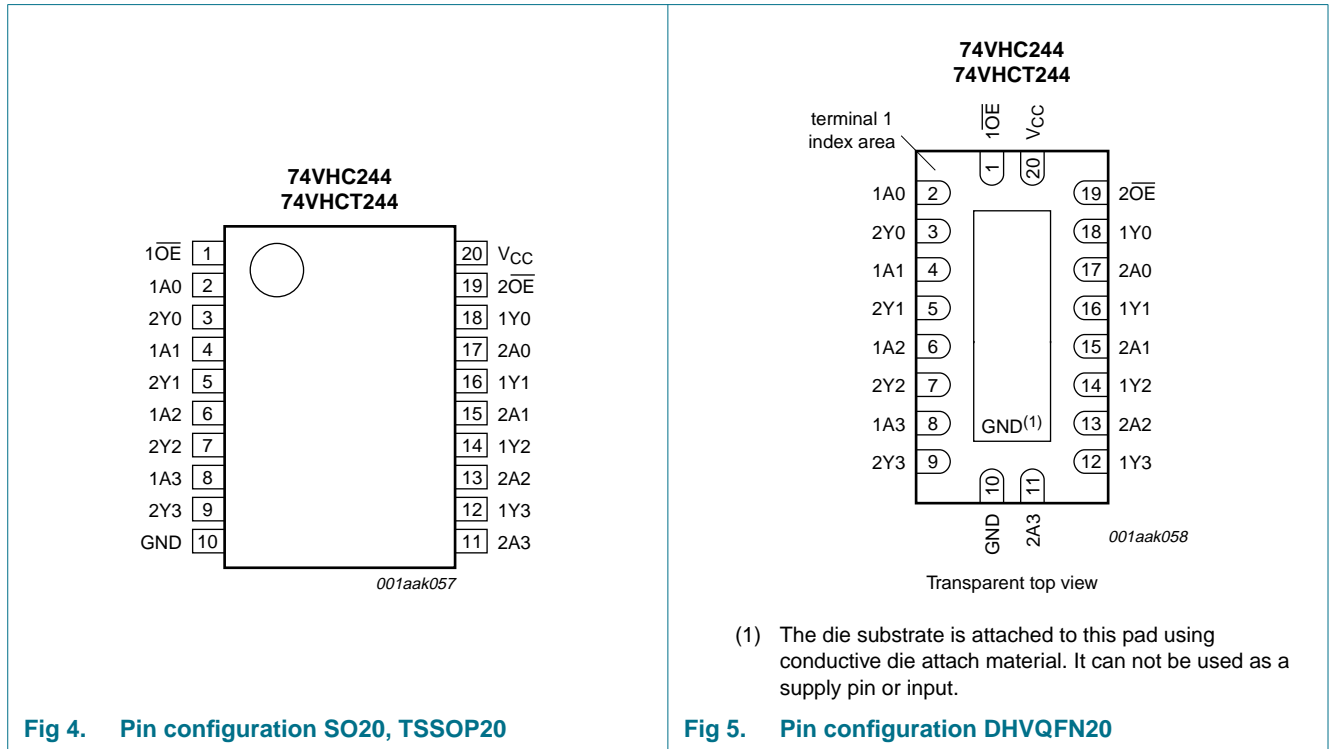 74VHC244
74VHCT244
1O̅E̅ 1
1A0 2
2Y0 3
1A1 4
2Y1 5
1A2 6
2Y2 7
1A3 8
2Y3 9
GND 10
20 VCC
19 2O̅E̅
18 1Y0
17 2A0
16 1Y1
15 2A1
14 1Y2
13 2A2
12 1Y3
11 2A3
001aak057
Fig 4. Pin configuration SO20, TSSOP20
74VHC244
74VHCT244
terminal 1
index area
1O̅E̅ VCC
1 20
1A0 2
2Y0 3
1A1 4
2Y1 5
1A2 6
2Y2 7
1A3 8
2Y3 9
19 2O̅E̅
18 1Y0
17 2A0
16 1Y1
15 2A1
14 1Y2
13 2A2
12 1Y3
GND(1)
10 11
GND 2A3
001aak058
Transparent top view
(1) The die substrate is attached to this pad using
conductive die attach material. It can not be used as a
supply pin or input.
Fig 5. Pin configuration DHVQFN20